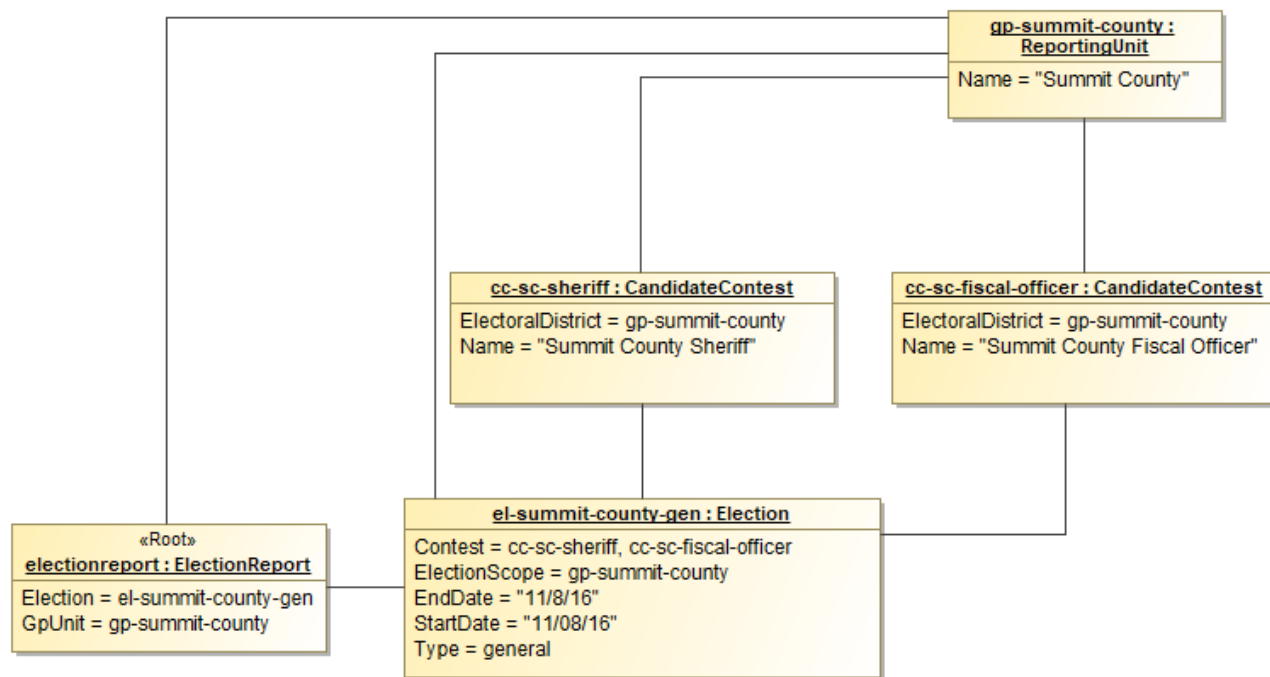 gp-summit-county :
ReportingUnit
Name = "Summit County"
cc-sc-sheriff : CandidateContest
ElectoralDistrict = gp-summit-county
Name = "Summit County Sheriff"
cc-sc-fiscal-officer : CandidateContest
ElectoralDistrict = gp-summit-county
Name = "Summit County Fiscal Officer"
«Root»
electionreport : ElectionReport
Election = el-summit-county-gen
GpUnit = gp-summit-county
el-summit-county-gen : Election
Contest = cc-sc-sheriff, cc-sc-fiscal-officer
ElectionScope = gp-summit-county
EndDate = "11/8/16"
StartDate = "11/08/16"
Type = general